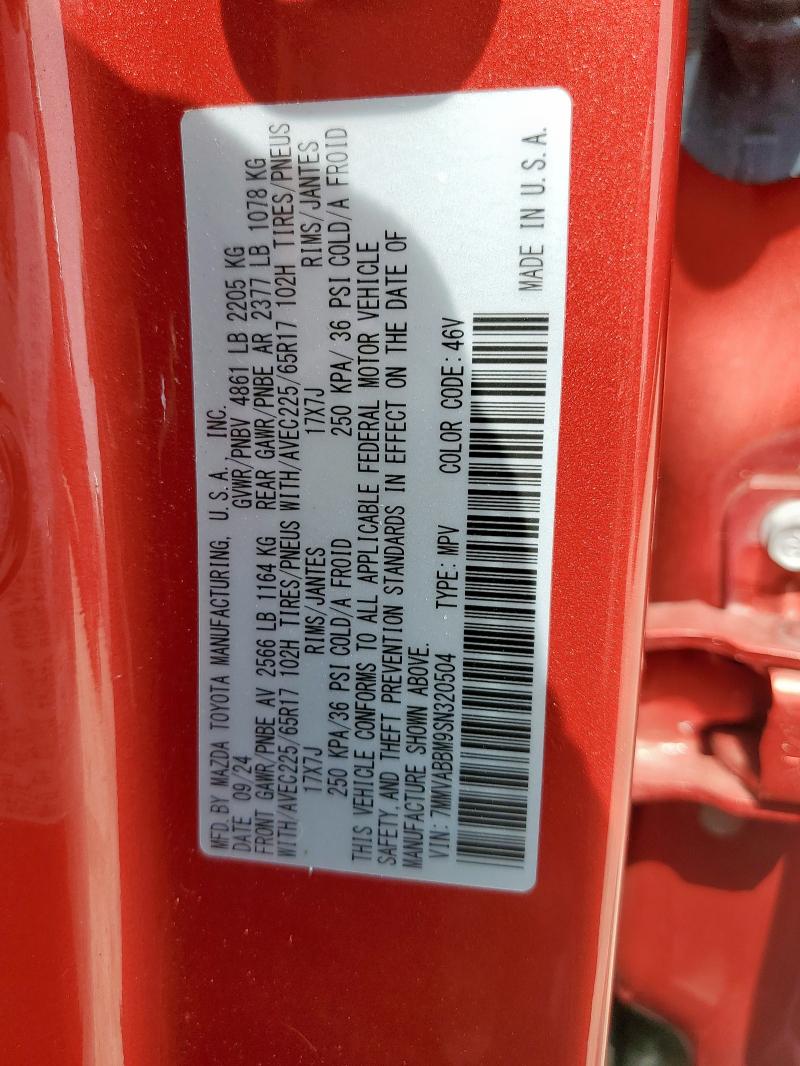 MFD. BY MAZDA TOYOTA MANUFACTURING, U.S.A., INC.
DATE 09/24 GVWR/PNBV 4861 LB 2205 KG
FRONT GAWR/PNBE AV 2566 LB 1164 KG REAR GAWR/PNBE AR 2377 LB 1078 KG
WITH/AVEC225/65R17 102H TIRES/PNEUS WITH/AVEC225/65R17 102H TIRES/PNEUS
17X7J RIMS/JANTES 17X7J RIMS/JANTES
250 KPA/36 PSI COLD/A FROID 250 KPA/ 36 PSI COLD/A FROID
THIS VEHICLE CONFORMS TO ALL APPLICABLE FEDERAL MOTOR VEHICLE
SAFETY, AND THEFT PREVENTION STANDARDS IN EFFECT ON THE DATE OF
MANUFACTURE SHOWN ABOVE.
VIN: 7MMVABBM9SN320504 TYPE: MPV COLOR CODE: 46V
MADE IN U.S.A.